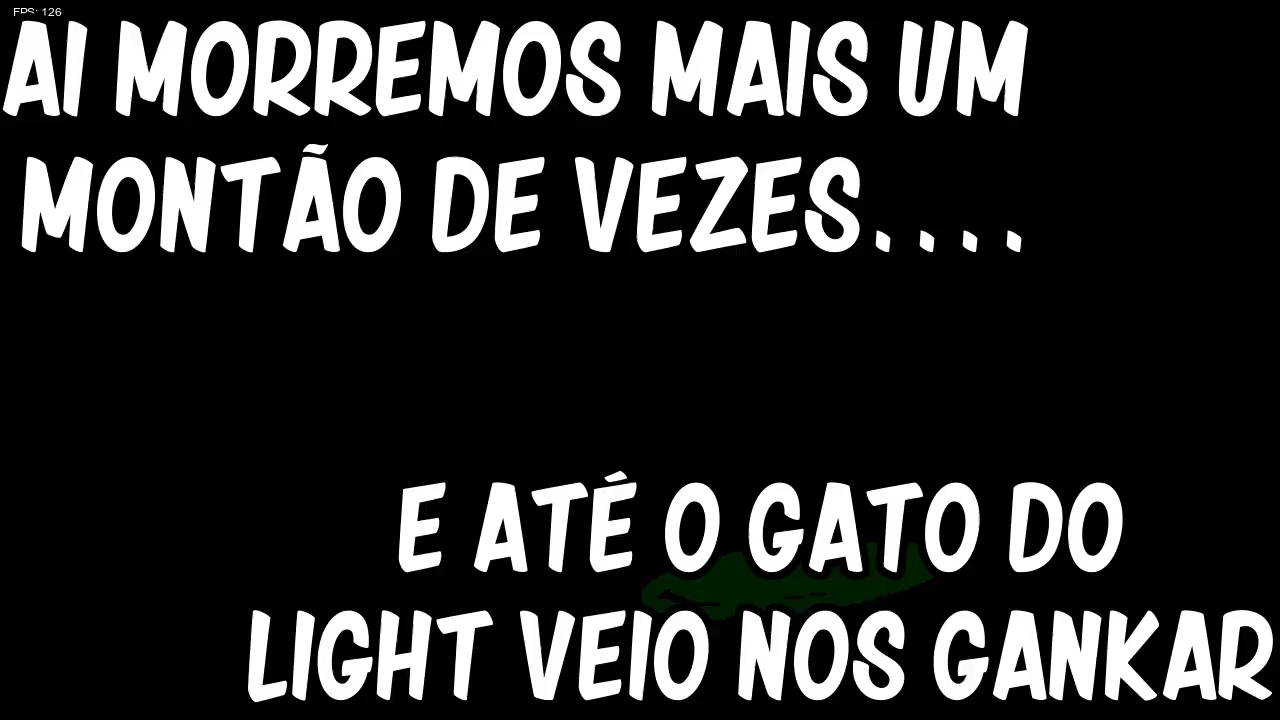 FPS: 126
AI MORREMOS MAIS UM
MONTÃO DE VEZES....
E ATÉ O GATO DO
LIGHT VEIO NOS GANKAR